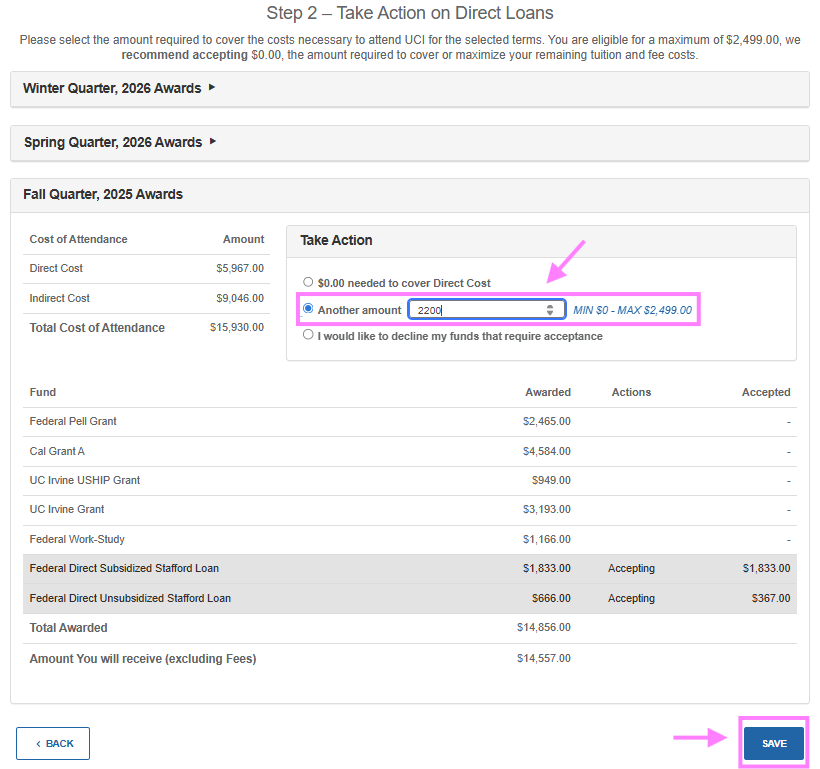 Step 2 – Take Action on Direct Loans
Please select the amount required to cover the costs necessary to attend UCI for the selected terms. You are eligible for a maximum of $2,499.00, we
recommend accepting $0.00, the amount required to cover or maximize your remaining tuition and fee costs.
Winter Quarter, 2026 Awards ▸
Spring Quarter, 2026 Awards ▸
Fall Quarter, 2025 Awards
Cost of Attendance Amount
Direct Cost $5,967.00
Indirect Cost $9,046.00
Total Cost of Attendance $15,930.00
Take Action
$0.00 needed to cover Direct Cost
Another amount 2200 MIN $0 - MAX $2,499.00
I would like to decline my funds that require acceptance
Fund Awarded Actions Accepted
Federal Pell Grant $2,465.00 -
Cal Grant A $4,584.00 -
UC Irvine USHIP Grant $949.00 -
UC Irvine Grant $3,193.00 -
Federal Work-Study $1,166.00 -
Federal Direct Subsidized Stafford Loan $1,833.00 Accepting $1,833.00
Federal Direct Unsubsidized Stafford Loan $666.00 Accepting $367.00
Total Awarded $14,856.00
Amount You will receive (excluding Fees) $14,557.00
‹ BACK
SAVE